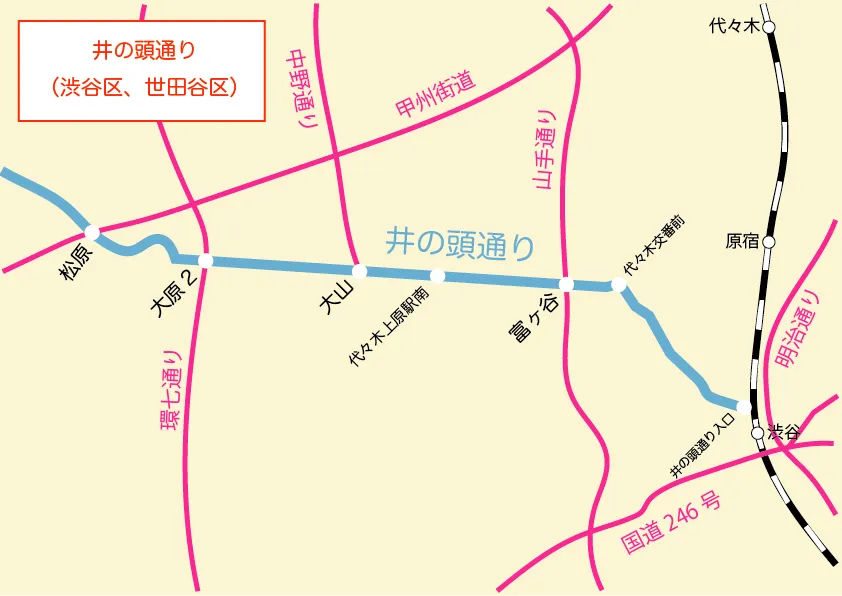 井の頭通り
（渋谷区、世田谷区）
中野通り
甲州街道
山手通り
代々木
代々木交番前
原宿
井の頭通り
松原
大原２
大山
代々木上原駅南
富ヶ谷
明治通り
環七通り
井の頭通り入口
渋谷
国道246号